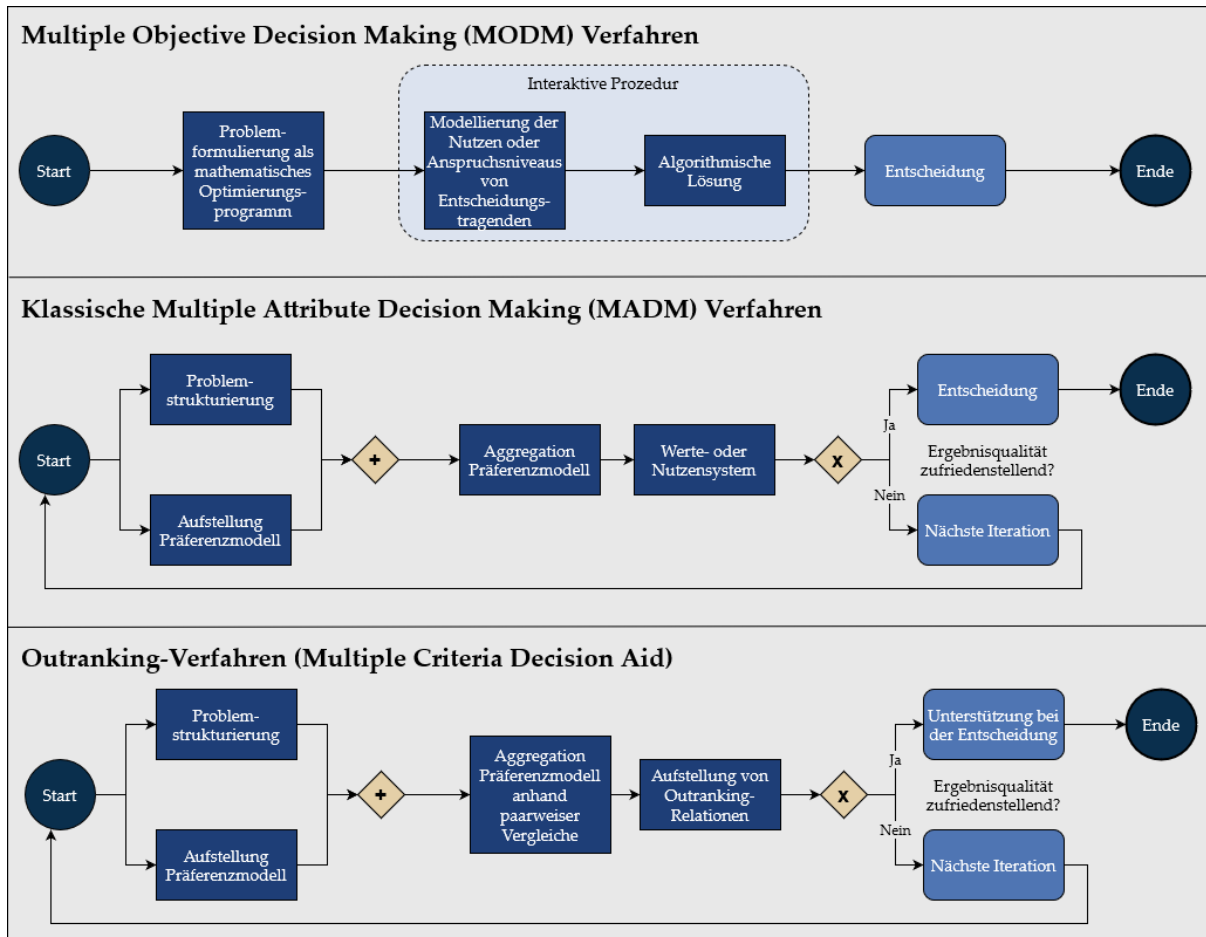 Multiple Objective Decision Making (MODM) Verfahren
Interaktive Prozedur
Start
Problem-
formulierung als
mathematisches
Optimierungs-
programm
Modellierung der
Nutzen oder
Anspruchsniveaus
von
Entscheidungs-
tragenden
Algorithmische
Lösung
Entscheidung
Ende
Klassische Multiple Attribute Decision Making (MADM) Verfahren
Start
Problem-
strukturierung
Aufstellung
Präferenzmodell
+
Aggregation
Präferenzmodell
Werte- oder
Nutzensystem
X
Ja
Entscheidung
Ende
Ergebnisqualität
zufriedenstellend?
Nein
Nächste Iteration
Outranking-Verfahren (Multiple Criteria Decision Aid)
Start
Problem-
strukturierung
Aufstellung
Präferenzmodell
+
Aggregation
Präferenzmodell
anhand
paarweiser
Vergleiche
Aufstellung von
Outranking-
Relationen
X
Ja
Unterstützung bei
der Entscheidung
Ende
Ergebnisqualität
zufriedenstellend?
Nein
Nächste Iteration